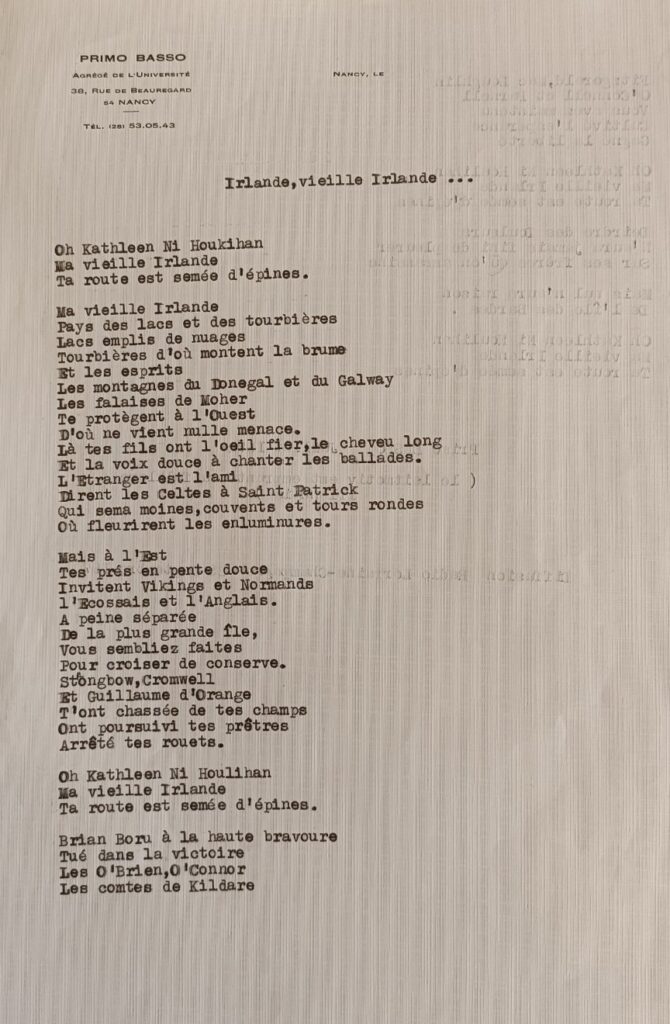 PRIMO BASSO
AGRÉGÉ DE L'UNIVERSITÉ
38, RUE DE BEAUREGARD
54 NANCY
TÉL. (28) 53.05.43
NANCY, LE
Irlande,vieille Irlande ...
Oh Kathleen Ni Houkihan
Ma vieille Irlande
Ta route est semée d'épines.
Ma vieille Irlande
Pays des lacs et des tourbières
Lacs emplis de nuages
Tourbières d'où montent la brume
Et les esprits
Les montagnes du Donegal et du Galway
Les falaises de Moher
Te protègent à l'Ouest
D'où ne vient nulle menace.
Là tes fils ont l'oeil fier,le cheveu long
Et la voix douce à chanter les ballades.
L'Etranger est l'ami
Dirent les Celtes à Saint Patrick
Qui sema moines,couvents et tours rondes
Où fleurirent les enluminures.
Mais à l'Est
Tes prés en pente douce
Invitent Vikings et Normands
l'Ecossais et l'Anglais.
A peine séparée
De la plus grande île,
Vous sembliez faites
Pour croiser de conserve.
Stongbow,Cromwell
Et Guillaume d'Orange
T'ont chassée de tes champs
Ont poursuivi tes prêtres
Arrêté tes rouets.
Oh Kathleen Ni Houlihan
Ma vieille Irlande
Ta route est semée d'épines.
Brian Boru à la haute bravoure
Tué dans la victoire
Les O'Brien,O'Connor
Les comtes de Kildare